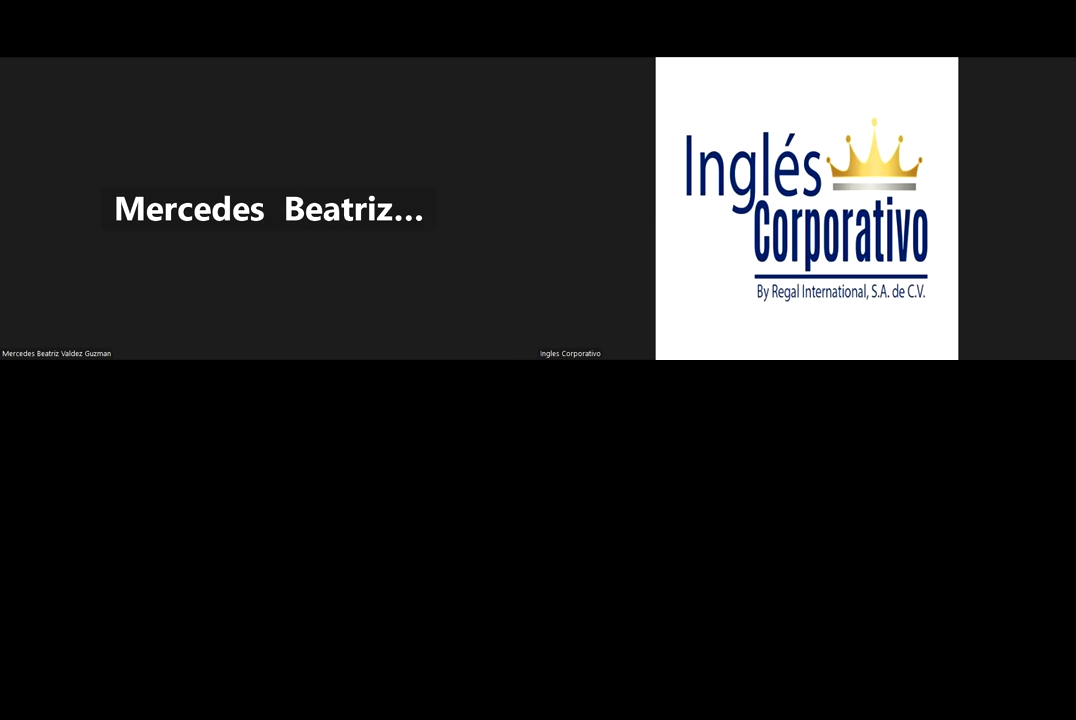 Mercedes Beatriz...
Inglés
Corporativo
By Regal International, S.A. de C.V.
Mercedes Beatriz Valdez Guzman
Ingles Corporativo